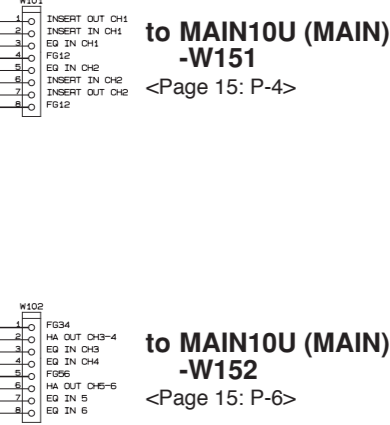 W101
1 INSERT OUT CH1
2 INSERT IN CH1
3 EQ IN CH1
4 FG12
5 EQ IN CH2
6 INSERT IN CH2
7 INSERT OUT CH2
8 FG12
to MAIN10U (MAIN)
-W151
<Page 15: P-4>
W102
1 FG34
2 HA OUT CH3-4
3 EQ IN CH3
4 EQ IN CH4
5 FG56
6 HA OUT CH5-6
7 EQ IN 5
8 EQ IN 6
to MAIN10U (MAIN)
-W152
<Page 15: P-6>